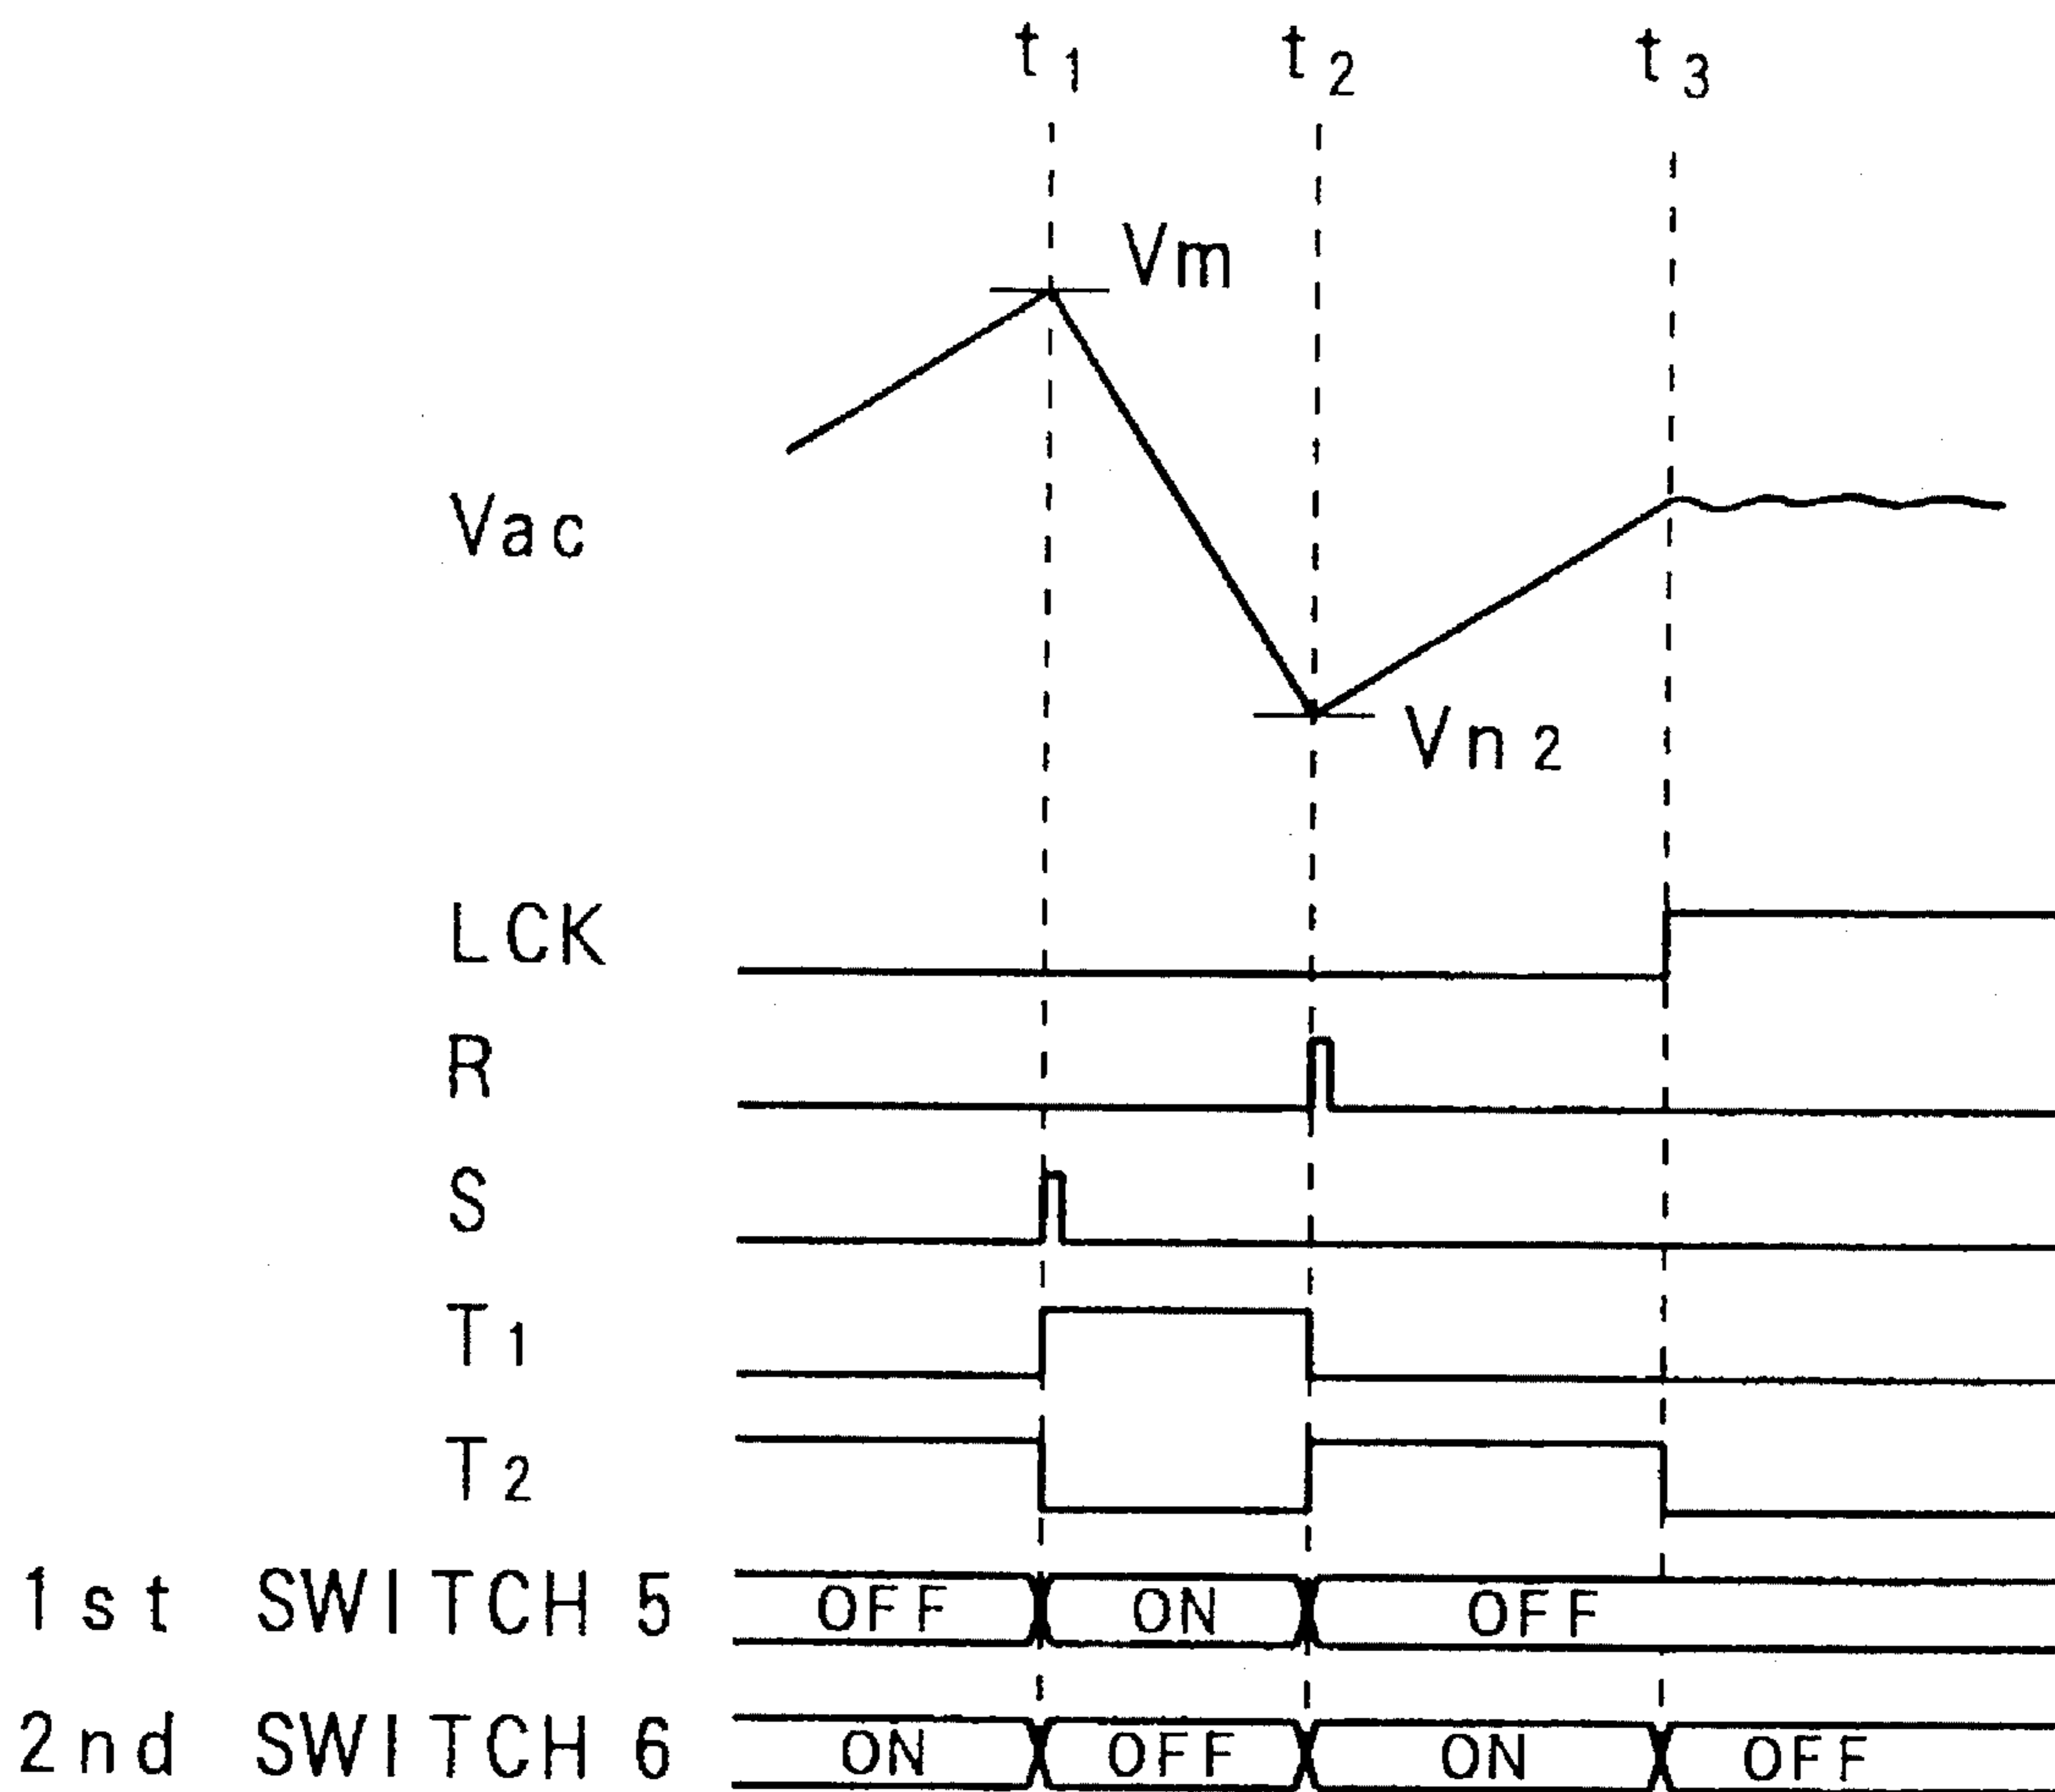 t1 t2 t3
Vm
Vac
Vn2
LCK
R
S
T1
T2
1st SWITCH 5 OFF ON OFF
2nd SWITCH 6 ON OFF ON OFF